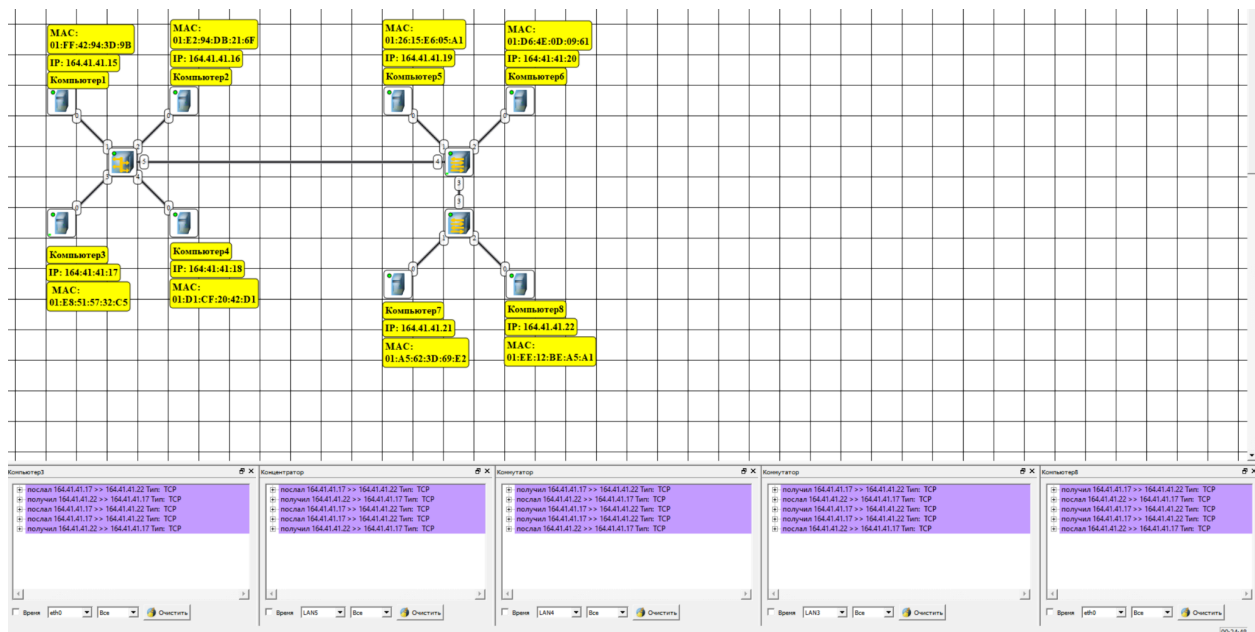 MAC:
01:FF:42:94:3D:9B
IP: 164.41.41.15
Компьютер1
MAC:
01:E2:94:DB:21:6F
IP: 164.41.41.16
Компьютер2
MAC:
01:26:15:E6:05:A1
IP: 164.41.41.19
Компьютер5
MAC:
01:D6:4E:0D:09:61
IP: 164:41:41:20
Компьютер6
0
0
0
0
1
2
1
2
5
4
3
4
3
3
0
0
Компьютер3
IP: 164:41:41:17
MAC:
01:E8:51:57:32:C5
Компьютер4
IP: 164:41:41:18
MAC:
01:D1:CF:20:42:D1
0
0
Компьютер7
IP: 164.41.41.21
MAC:
01:A5:62:3D:69:E2
Компьютер8
IP: 164.41.41.22
MAC:
01:EE:12:BE:A5:A1
Компьютер3
послал 164.41.41.17 >> 164.41.41.22 Тип: TCP
получил 164.41.41.22 >> 164.41.41.17 Тип: TCP
послал 164.41.41.17 >> 164.41.41.22 Тип: TCP
послал 164.41.41.17 >> 164.41.41.22 Тип: TCP
получил 164.41.41.22 >> 164.41.41.17 Тип: TCP
Время eth0 Все Очистить
Концентратор
послал 164.41.41.17 >> 164.41.41.22 Тип: TCP
получил 164.41.41.22 >> 164.41.41.17 Тип: TCP
послал 164.41.41.17 >> 164.41.41.22 Тип: TCP
послал 164.41.41.17 >> 164.41.41.22 Тип: TCP
получил 164.41.41.22 >> 164.41.41.17 Тип: TCP
Время LAN5 Все Очистить
Коммутатор
получил 164.41.41.17 >> 164.41.41.22 Тип: TCP
послал 164.41.41.22 >> 164.41.41.17 Тип: TCP
получил 164.41.41.17 >> 164.41.41.22 Тип: TCP
получил 164.41.41.17 >> 164.41.41.22 Тип: TCP
послал 164.41.41.22 >> 164.41.41.17 Тип: TCP
Время LAN4 Все Очистить
Коммутатор
получил 164.41.41.17 >> 164.41.41.22 Тип: TCP
послал 164.41.41.22 >> 164.41.41.17 Тип: TCP
получил 164.41.41.17 >> 164.41.41.22 Тип: TCP
получил 164.41.41.17 >> 164.41.41.22 Тип: TCP
послал 164.41.41.22 >> 164.41.41.17 Тип: TCP
Время LAN3 Все Очистить
Компьютер8
получил 164.41.41.17 >> 164.41.41.22 Тип: TCP
послал 164.41.41.22 >> 164.41.41.17 Тип: TCP
получил 164.41.41.17 >> 164.41.41.22 Тип: TCP
получил 164.41.41.17 >> 164.41.41.22 Тип: TCP
послал 164.41.41.22 >> 164.41.41.17 Тип: TCP
Время eth0 Все Очистить